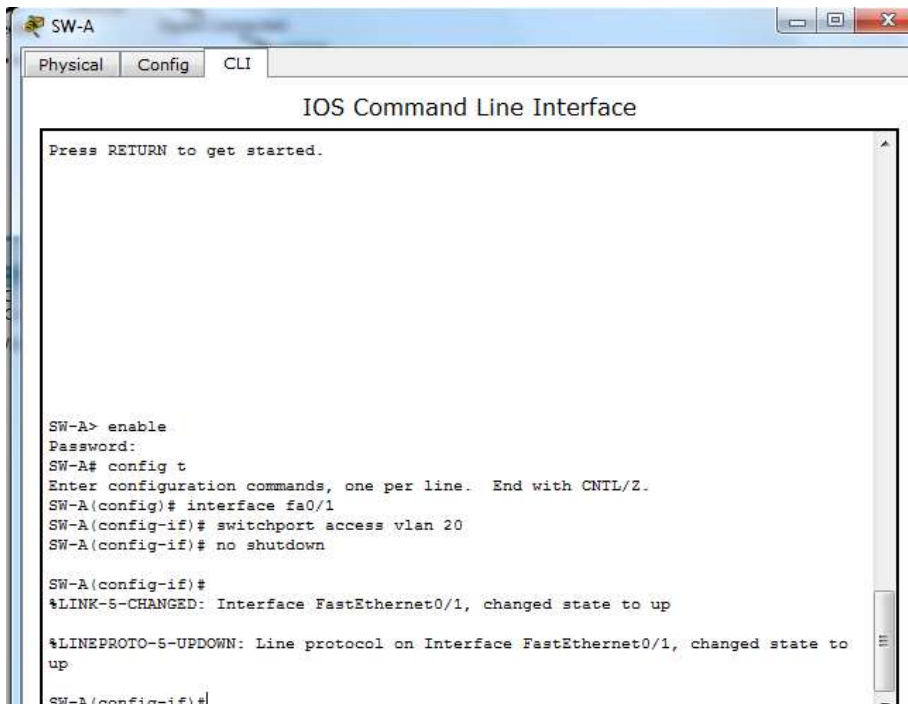 SW-A
Physical Config CLI
IOS Command Line Interface
Press RETURN to get started.
SW-A> enable
Password:
SW-A# config t
Enter configuration commands, one per line.  End with CNTL/Z.
SW-A(config)# interface fa0/1
SW-A(config-if)# switchport access vlan 20
SW-A(config-if)# no shutdown
SW-A(config-if)#
%LINK-5-CHANGED: Interface FastEthernet0/1, changed state to up
%LINEPROTO-5-UPDOWN: Line protocol on Interface FastEthernet0/1, changed state to
up
SW-A(config-if)#